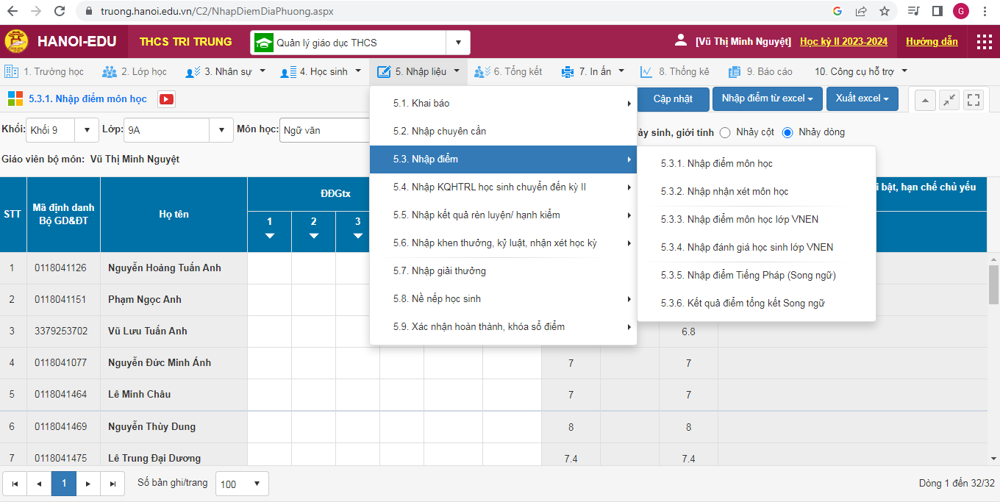 truong.hanoi.edu.vn/C2/NhapDiemDiaPhuong.aspx
G
HANOI-EDU
THCS TRI TRUNG
Quản lý giáo dục THCS
[Vũ Thị Minh Nguyệt]
Học kỳ II 2023-2024
Hướng dẫn
1. Trường học
2. Lớp học
3. Nhân sự
4. Học sinh
5. Nhập liệu
6. Tổng kết
7. In ấn
8. Thống kê
9. Báo cáo
10. Công cụ hỗ trợ
5.3.1. Nhập điểm môn học
Cập nhật
Nhập điểm từ excel
Xuất excel
Khối: Khối 9
Lớp: 9A
Môn học: Ngữ văn
ày sinh, giới tính
Nhảy cột
Nhảy dòng
Giáo viên bộ môn: Vũ Thị Minh Nguyệt
5.1. Khai báo
5.2. Nhập chuyên cần
5.3. Nhập điểm
5.4. Nhập KQHTRL học sinh chuyển đến kỳ II
5.5. Nhập kết quả rèn luyện/ hạnh kiểm
5.6. Nhập khen thưởng, kỷ luật, nhận xét học kỳ
5.7. Nhập giải thưởng
5.8. Nề nếp học sinh
5.9. Xác nhận hoàn thành, khóa sổ điểm
5.3.1. Nhập điểm môn học
5.3.2. Nhập nhận xét môn học
5.3.3. Nhập điểm môn học lớp VNEN
5.3.4. Nhập đánh giá học sinh lớp VNEN
5.3.5. Nhập điểm Tiếng Pháp (Song ngữ)
5.3.6. Kết quả điểm tổng kết Song ngữ
STT
Mã định danh
Bộ GD&ĐT
Họ tên
ĐĐGtx
1 2 3
i bật, hạn chế chủ yếu
1 0118041126 Nguyễn Hoàng Tuấn Anh
2 0118041151 Phạm Ngọc Anh
3 3379253702 Vũ Lưu Tuấn Anh 6.8
4 0118041077 Nguyễn Đức Minh Ánh 7 7
5 0118041464 Lê Minh Châu 7 7
6 0118041469 Nguyễn Thùy Dung 8 8
7 0118041475 Lê Trung Đại Dương 7.4 7.4
1
Số bản ghi/trang 100
Dòng 1 đến 32/32